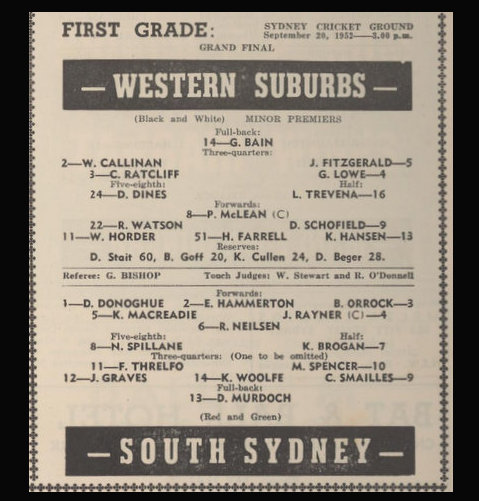 FIRST GRADE: SYDNEY CRICKET GROUND
September 20, 1952—3.00 p.m.
GRAND FINAL
— WESTERN SUBURBS —
(Black and White) MINOR PREMIERS
Full-back:
14—G. BAIN
Three-quarters:
2—W. CALLINAN J. FITZGERALD—5
3—C. RATCLIFF G. LOWE—4
Five-eighth: Half:
24—D. DINES L. TREVENA—16
Forwards:
8—P. McLEAN (C)
22—R. WATSON D. SCHOFIELD—9
11—W. HORDER 51—H. FARRELL K. HANSEN—13
Reserves:
D. Stait 60, B. Goff 20, K. Cullen 24, D. Beger 28.
Referee: G. BISHOP Touch Judges: W. Stewart and R. O'Donnell
Forwards:
1—D. DONOGHUE 2—E. HAMMERTON B. ORROCK—3
5—K. MACREADIE J. RAYNER (C)—4
6—R. NEILSEN
Five-eighth: Half:
8—N. SPILLANE K. BROGAN—7
Three-quarters: (One to be omitted)
11—F. THRELFO M. SPENCER—10
12—J. GRAVES 14—K. WOOLFE C. SMAILLES—9
Full-back:
13—D. MURDOCH
(Red and Green)
— SOUTH SYDNEY —